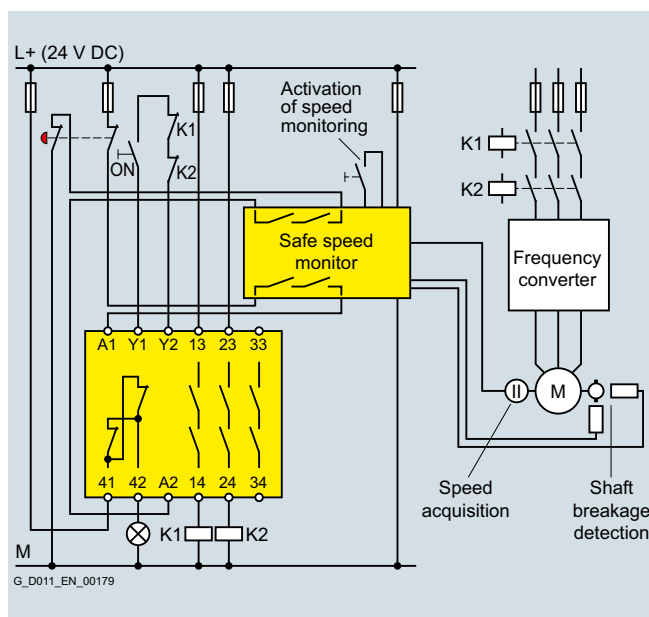 L+ (24 V DC)
Activation
of speed
monitoring
K1
K2
ON
K1
K2
Safe speed
monitor
Frequency
converter
A1 Y1 Y2 13 23 33
M
41 42 A2 14 24 34
Speed
acquisition
Shaft
breakage
detection
K1 K2
M
G_D011_EN_00179